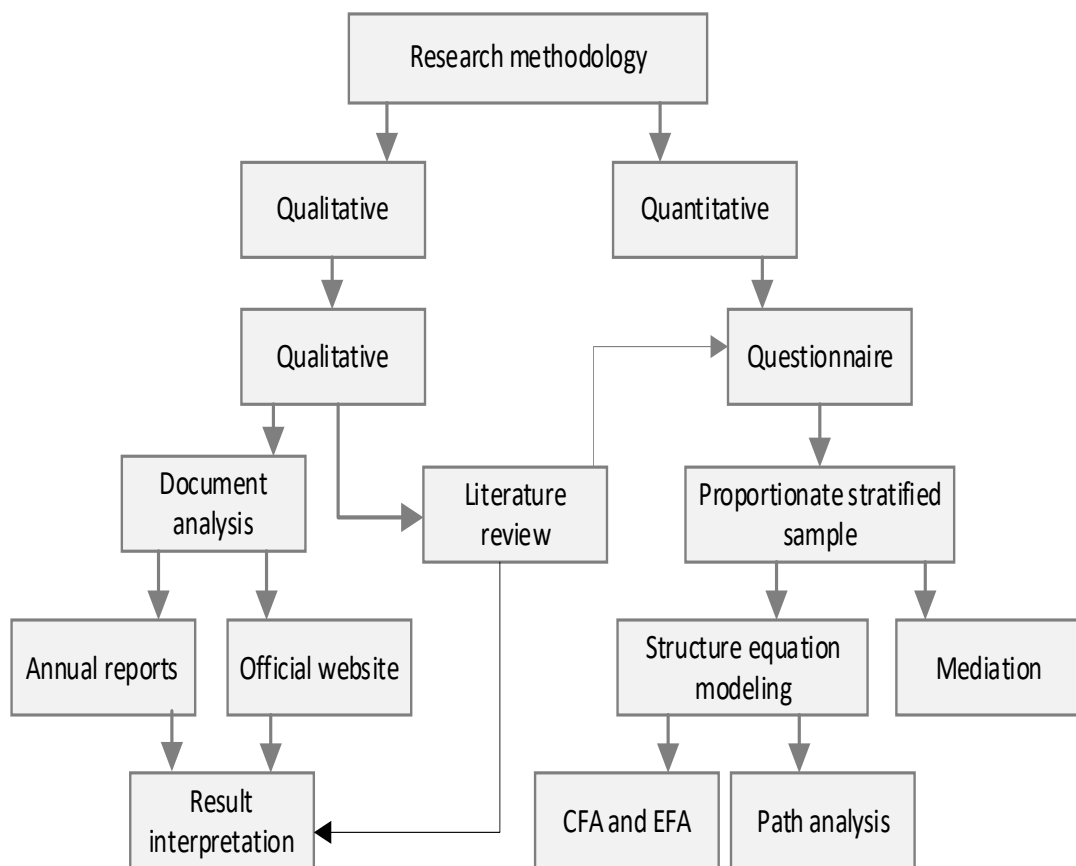 Research methodology
Qualitative
Quantitative
Qualitative
Questionnaire
Document
analysis
Literature
review
Proportionate stratified
sample
Annual reports
Official website
Structure equation
modeling
Mediation
Result
interpretation
CFA and EFA
Path analysis